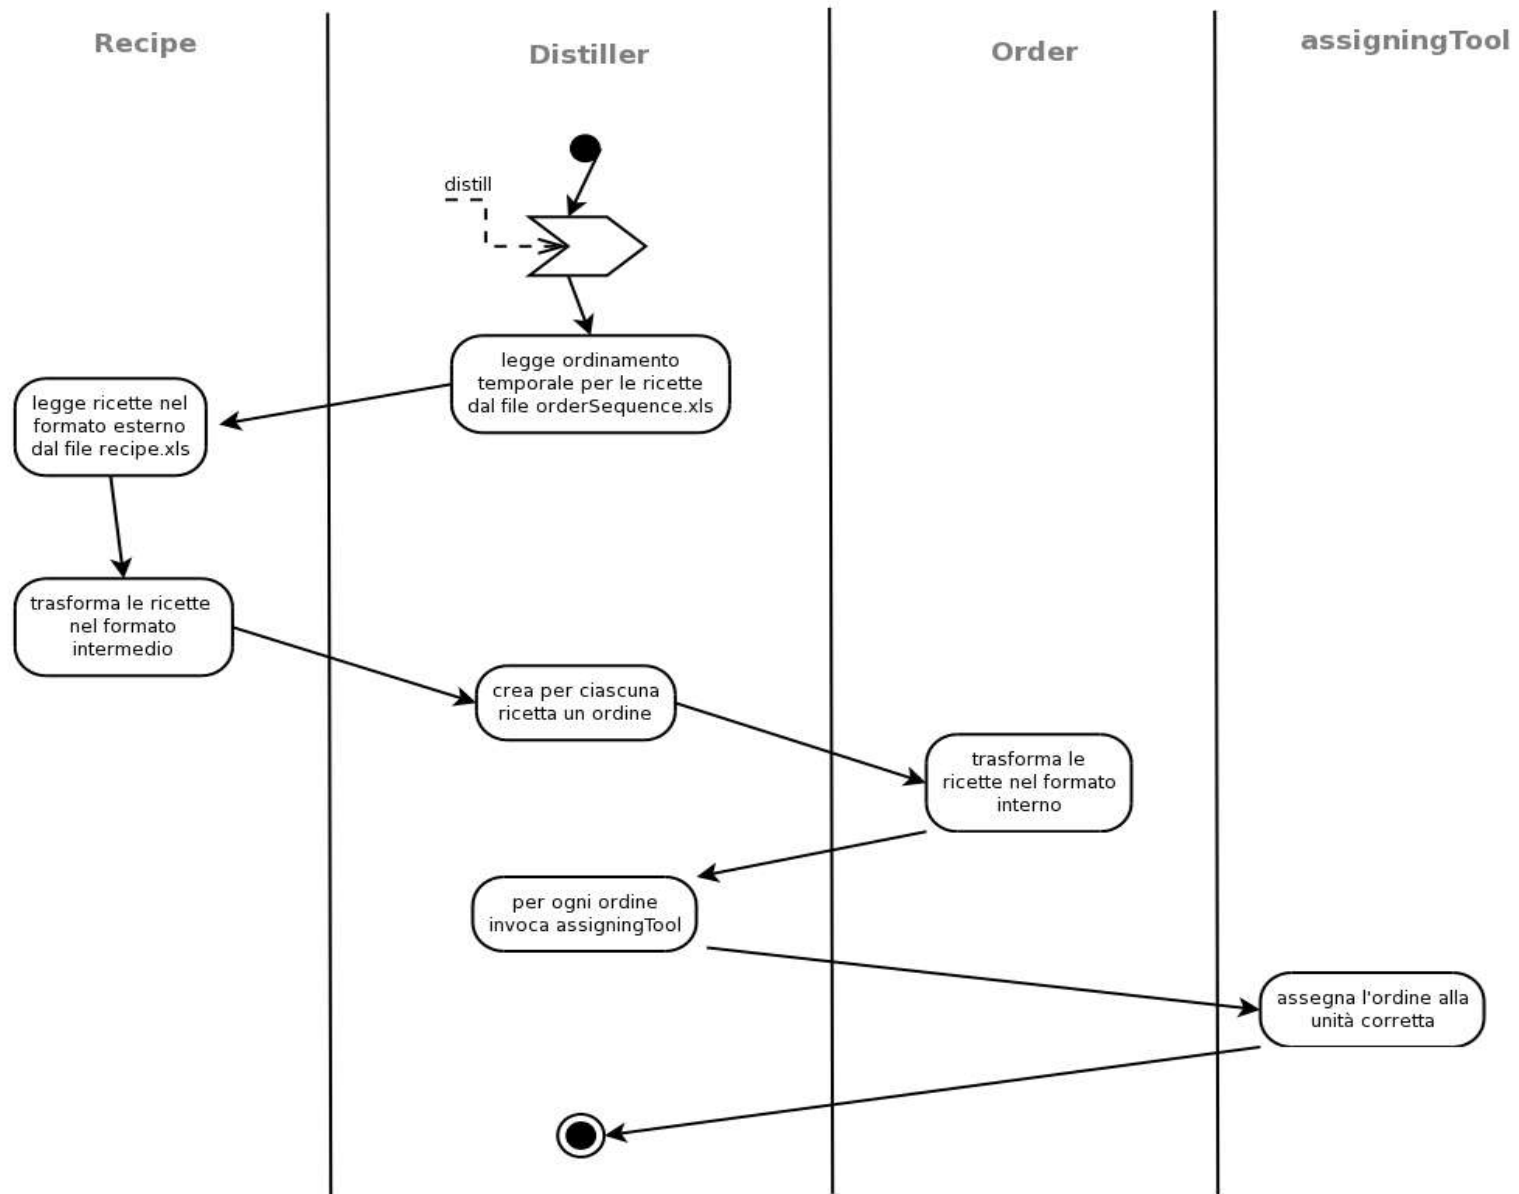 Recipe
Distiller
Order
assigningTool
distill
legge ordinamento
temporale per le ricette
dal file orderSequence.xls
legge ricette nel
formato esterno
dal file recipe.xls
trasforma le ricette
nel formato
intermedio
crea per ciascuna
ricetta un ordine
trasforma le
ricette nel formato
interno
per ogni ordine
invoca assigningTool
assegna l'ordine alla
unità corretta